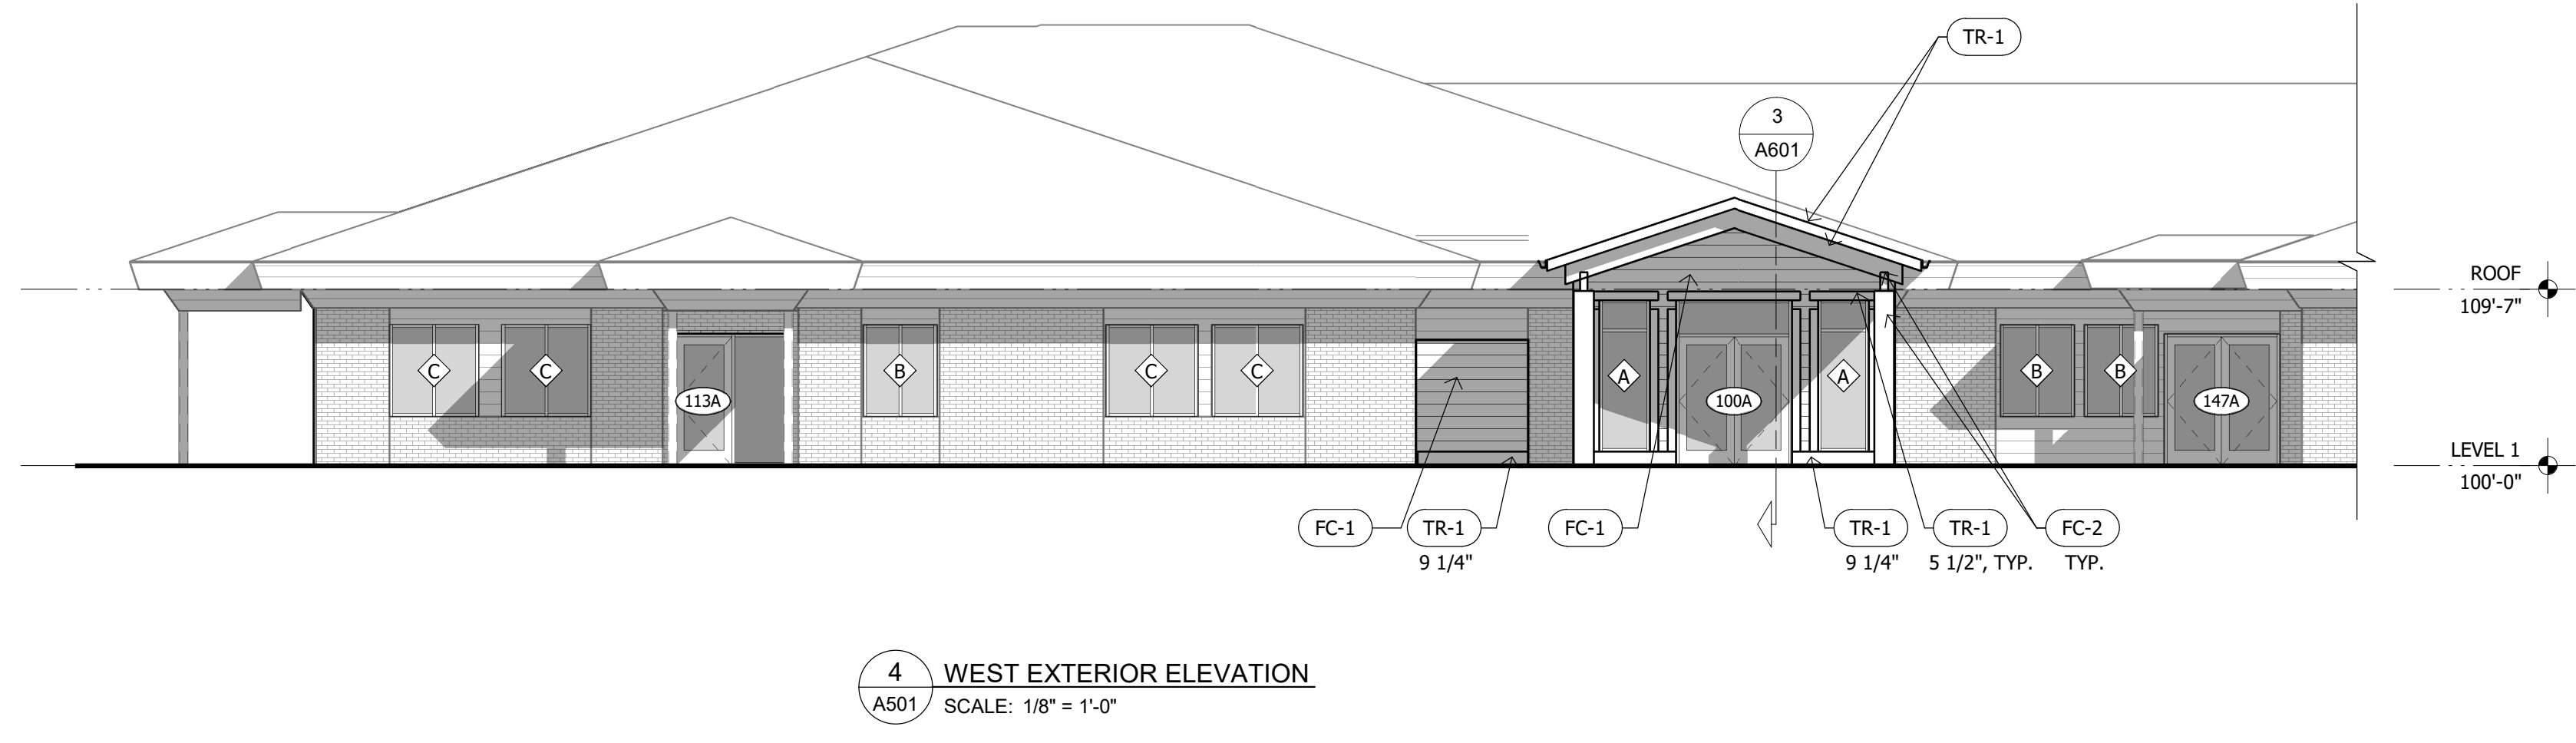 TR-1
3
A601
ROOF
109'-7"
C
C
B
C
C
A
A
B
B
113A
100A
147A
LEVEL 1
100'-0"
FC-1
TR-1
9 1/4"
FC-1
TR-1
9 1/4"
TR-1
5 1/2", TYP.
FC-2
TYP.
4
A501
WEST EXTERIOR ELEVATION
SCALE: 1/8" = 1'-0"